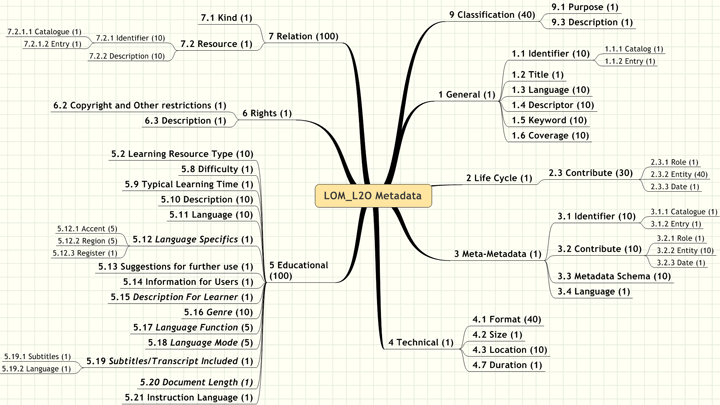 LOM_L2O Metadata
1 General (1)
1.1 Identifier (10)
1.1.1 Catalog (1)
1.1.2 Entry (1)
1.2 Title (1)
1.3 Language (10)
1.4 Descriptor (10)
1.5 Keyword (10)
1.6 Coverage (10)
2 Life Cycle (1)
2.3 Contribute (30)
2.3.1 Role (1)
2.3.2 Entity (40)
2.3.3 Date (1)
3 Meta-Metadata (1)
3.1 Identifier (10)
3.1.1 Catalogue (1)
3.1.2 Entry (1)
3.2 Contribute (10)
3.2.1 Role (1)
3.2.2 Entity (10)
3.2.3 Date (1)
3.3 Metadata Schema (10)
3.4 Language (1)
4 Technical (1)
4.1 Format (40)
4.2 Size (1)
4.3 Location (10)
4.7 Duration (1)
5 Educational
(100)
5.2 Learning Resource Type (10)
5.8 Difficulty (1)
5.9 Typical Learning Time (1)
5.10 Description (10)
5.11 Language (10)
5.12 Language Specifics (1)
5.12.1 Accent (5)
5.12.2 Region (5)
5.12.3 Register (1)
5.13 Suggestions for further use (1)
5.14 Information for Users (1)
5.15 Description For Learner (1)
5.16 Genre (10)
5.17 Language Function (5)
5.18 Language Mode (5)
5.19 Subtitles/Transcript Included (1)
5.19.1 Subtitles (1)
5.19.2 Language (1)
5.20 Document Length (1)
5.21 Instruction Language (1)
6 Rights (1)
6.2 Copyright and Other restrictions (1)
6.3 Description (1)
7 Relation (100)
7.1 Kind (1)
7.2 Resource (1)
7.2.1 Identifier (10)
7.2.1.1 Catalogue (1)
7.2.1.2 Entry (1)
7.2.2 Description (10)
9 Classification (40)
9.1 Purpose (1)
9.3 Description (1)